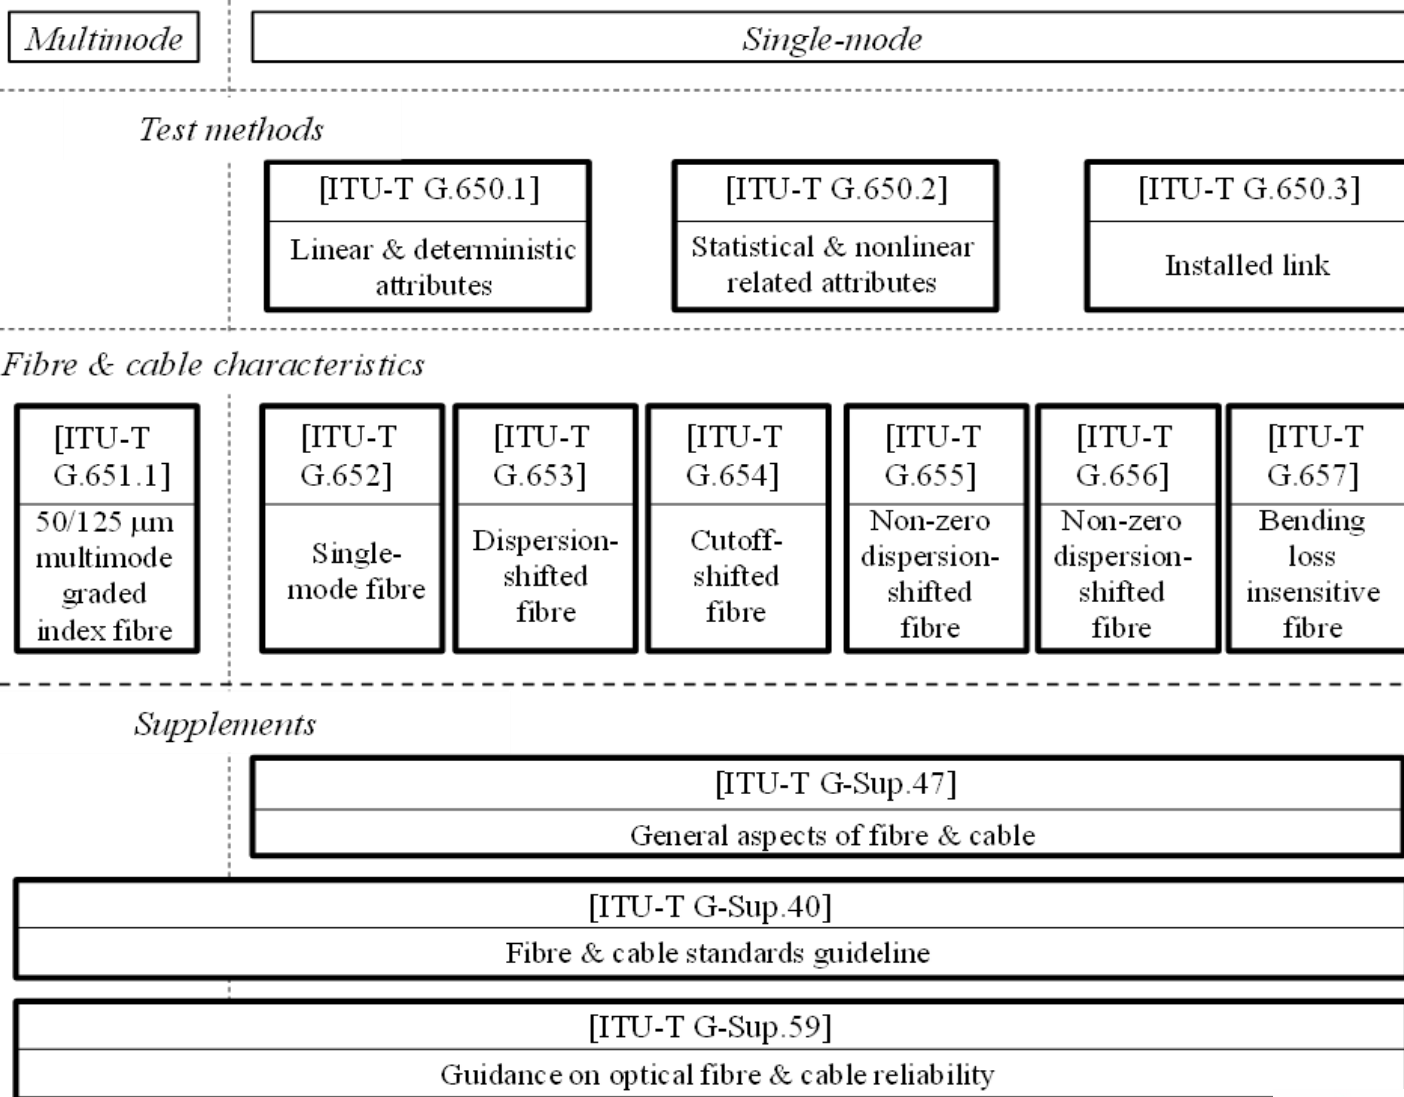 Multimode
Single-mode
Test methods
[ITU-T G.650.1]
Linear & deterministic
attributes
[ITU-T G.650.2]
Statistical & nonlinear
related attributes
[ITU-T G.650.3]
Installed link
Fibre & cable characteristics
[ITU-T
G.651.1]
50/125 μm
multimode
graded
index fibre
[ITU-T
G.652]
Single-
mode fibre
[ITU-T
G.653]
Dispersion-
shifted
fibre
[ITU-T
G.654]
Cutoff-
shifted
fibre
[ITU-T
G.655]
Non-zero
dispersion-
shifted
fibre
[ITU-T
G.656]
Non-zero
dispersion-
shifted
fibre
[ITU-T
G.657]
Bending
loss
insensitive
fibre
Supplements
[ITU-T G-Sup.47]
General aspects of fibre & cable
[ITU-T G-Sup.40]
Fibre & cable standards guideline
[ITU-T G-Sup.59]
Guidance on optical fibre & cable reliability